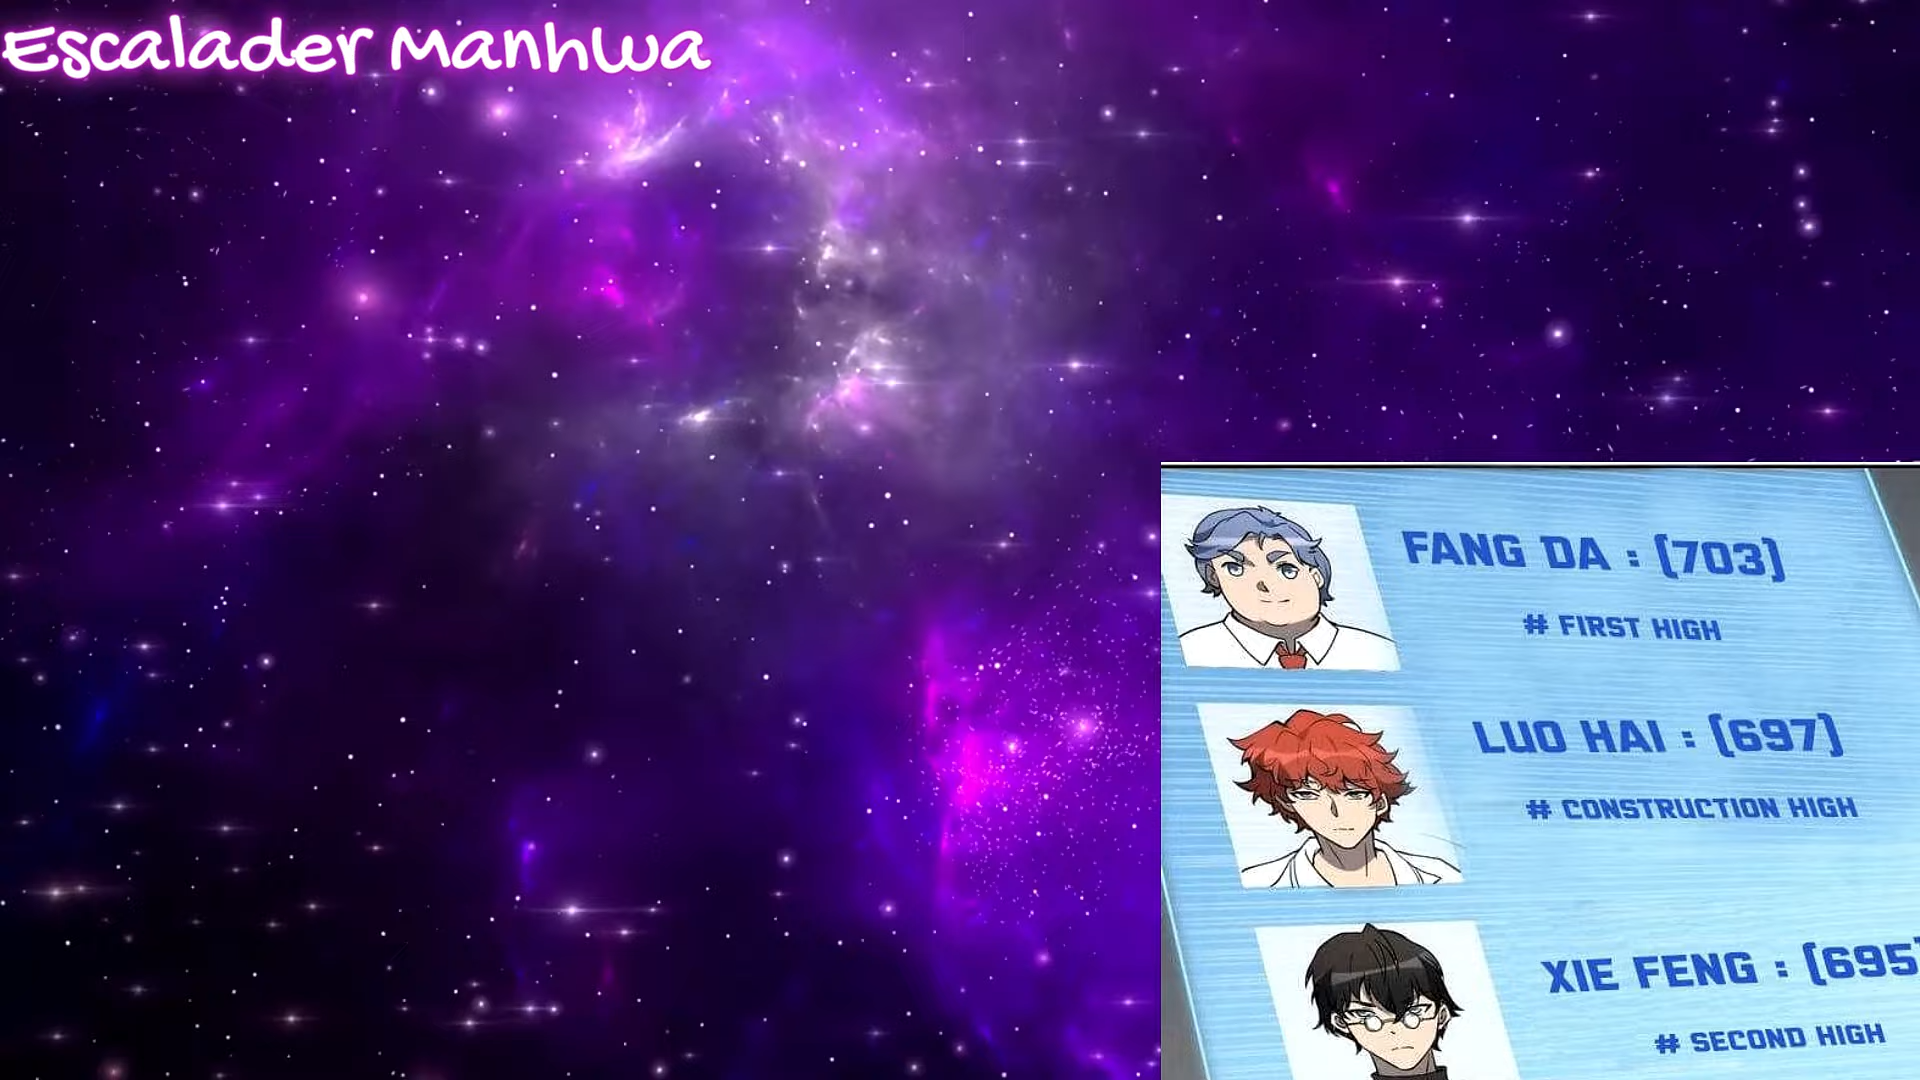 Escalader Manhwa
FANG DA : (703)
# FIRST HIGH
LUO HAI : (697)
# CONSTRUCTION HIGH
XIE FENG : (695)
# SECOND HIGH